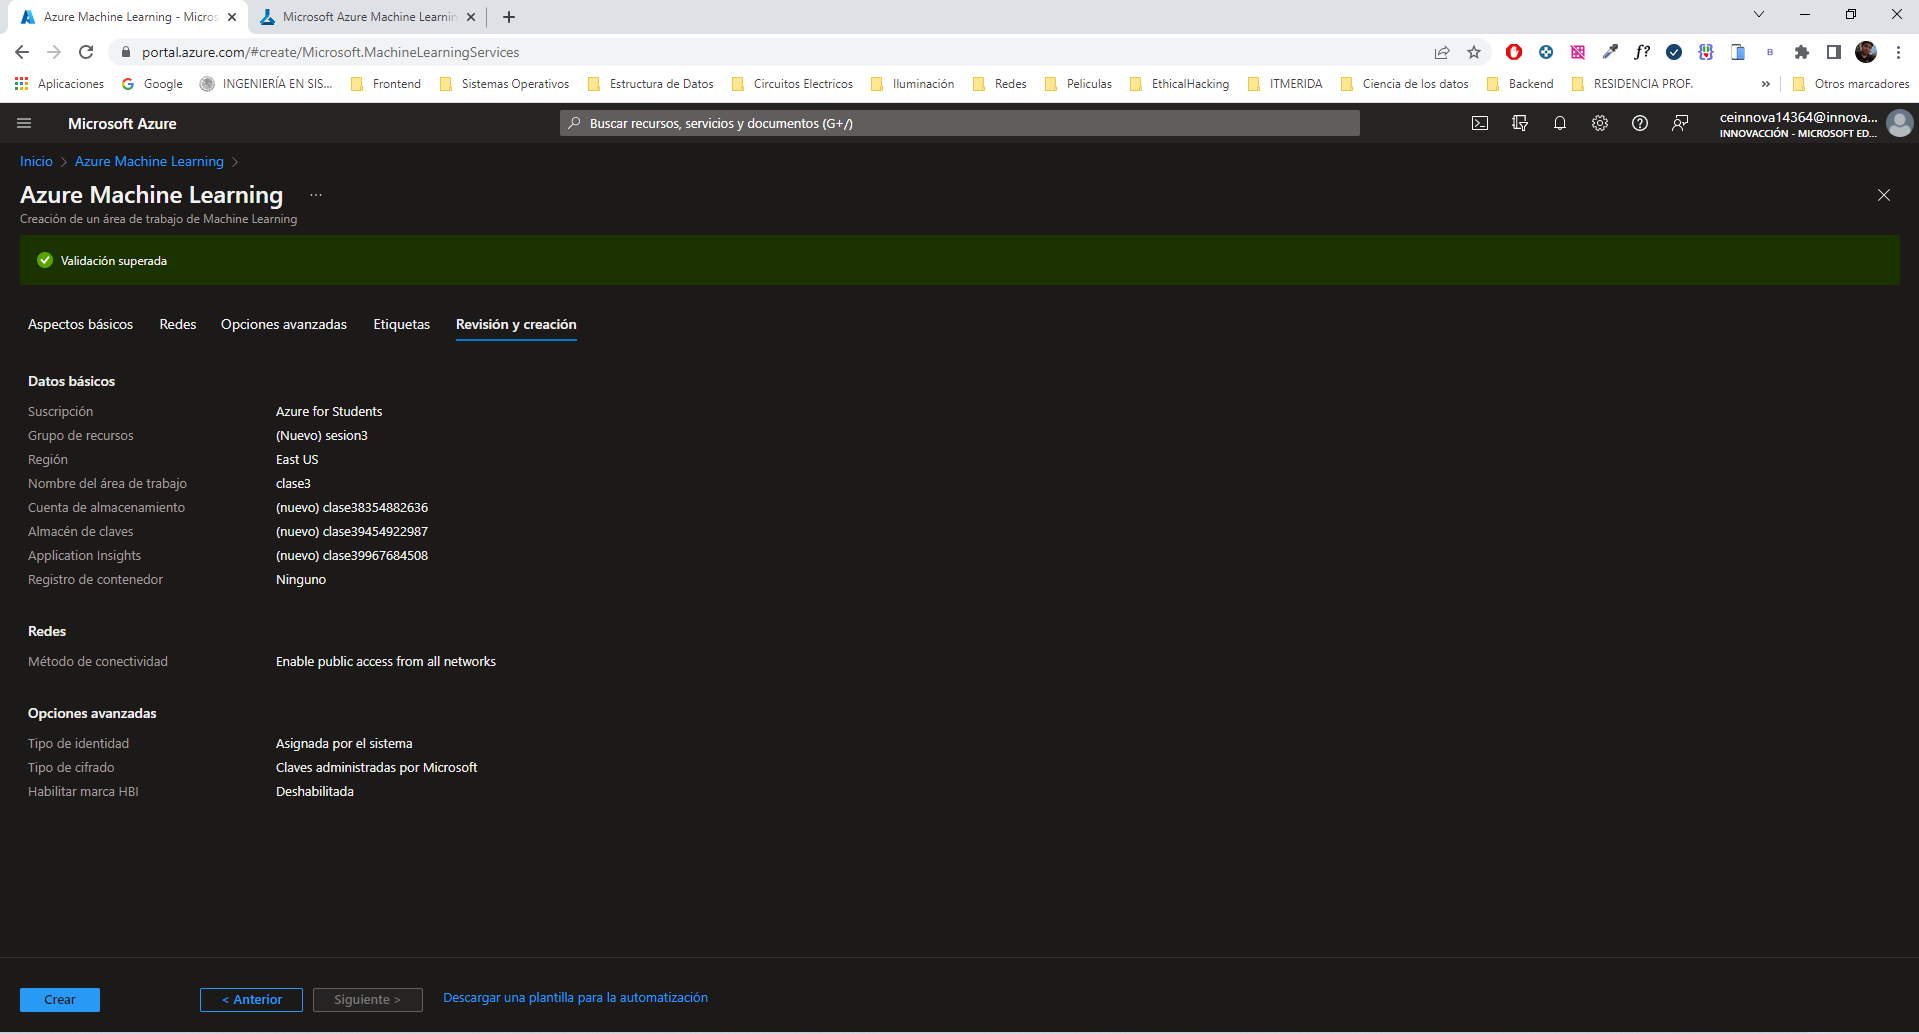 Azure Machine Learning - Micros
Microsoft Azure Machine Learnin
portal.azure.com/#create/Microsoft.MachineLearningServices
Aplicaciones
Google
INGENIERÍA EN SIS...
Frontend
Sistemas Operativos
Estructura de Datos
Circuitos Electricos
Iluminación
Redes
Peliculas
EthicalHacking
ITMERIDA
Ciencia de los datos
Backend
RESIDENCIA PROF.
»
Otros marcadores
Microsoft Azure
Buscar recursos, servicios y documentos (G+/)
ceinnova14364@innova...
INNOVACCIÓN - MICROSOFT ED...
Inicio > Azure Machine Learning >
Azure Machine Learning ...
Creación de un área de trabajo de Machine Learning
Validación superada
Aspectos básicos Redes Opciones avanzadas Etiquetas Revisión y creación
Datos básicos
Suscripción Azure for Students
Grupo de recursos (Nuevo) sesion3
Región East US
Nombre del área de trabajo clase3
Cuenta de almacenamiento (nuevo) clase38354882636
Almacén de claves (nuevo) clase39454922987
Application Insights (nuevo) clase39967684508
Registro de contenedor Ninguno
Redes
Método de conectividad Enable public access from all networks
Opciones avanzadas
Tipo de identidad Asignada por el sistema
Tipo de cifrado Claves administradas por Microsoft
Habilitar marca HBI Deshabilitada
Crear
< Anterior
Siguiente >
Descargar una plantilla para la automatización